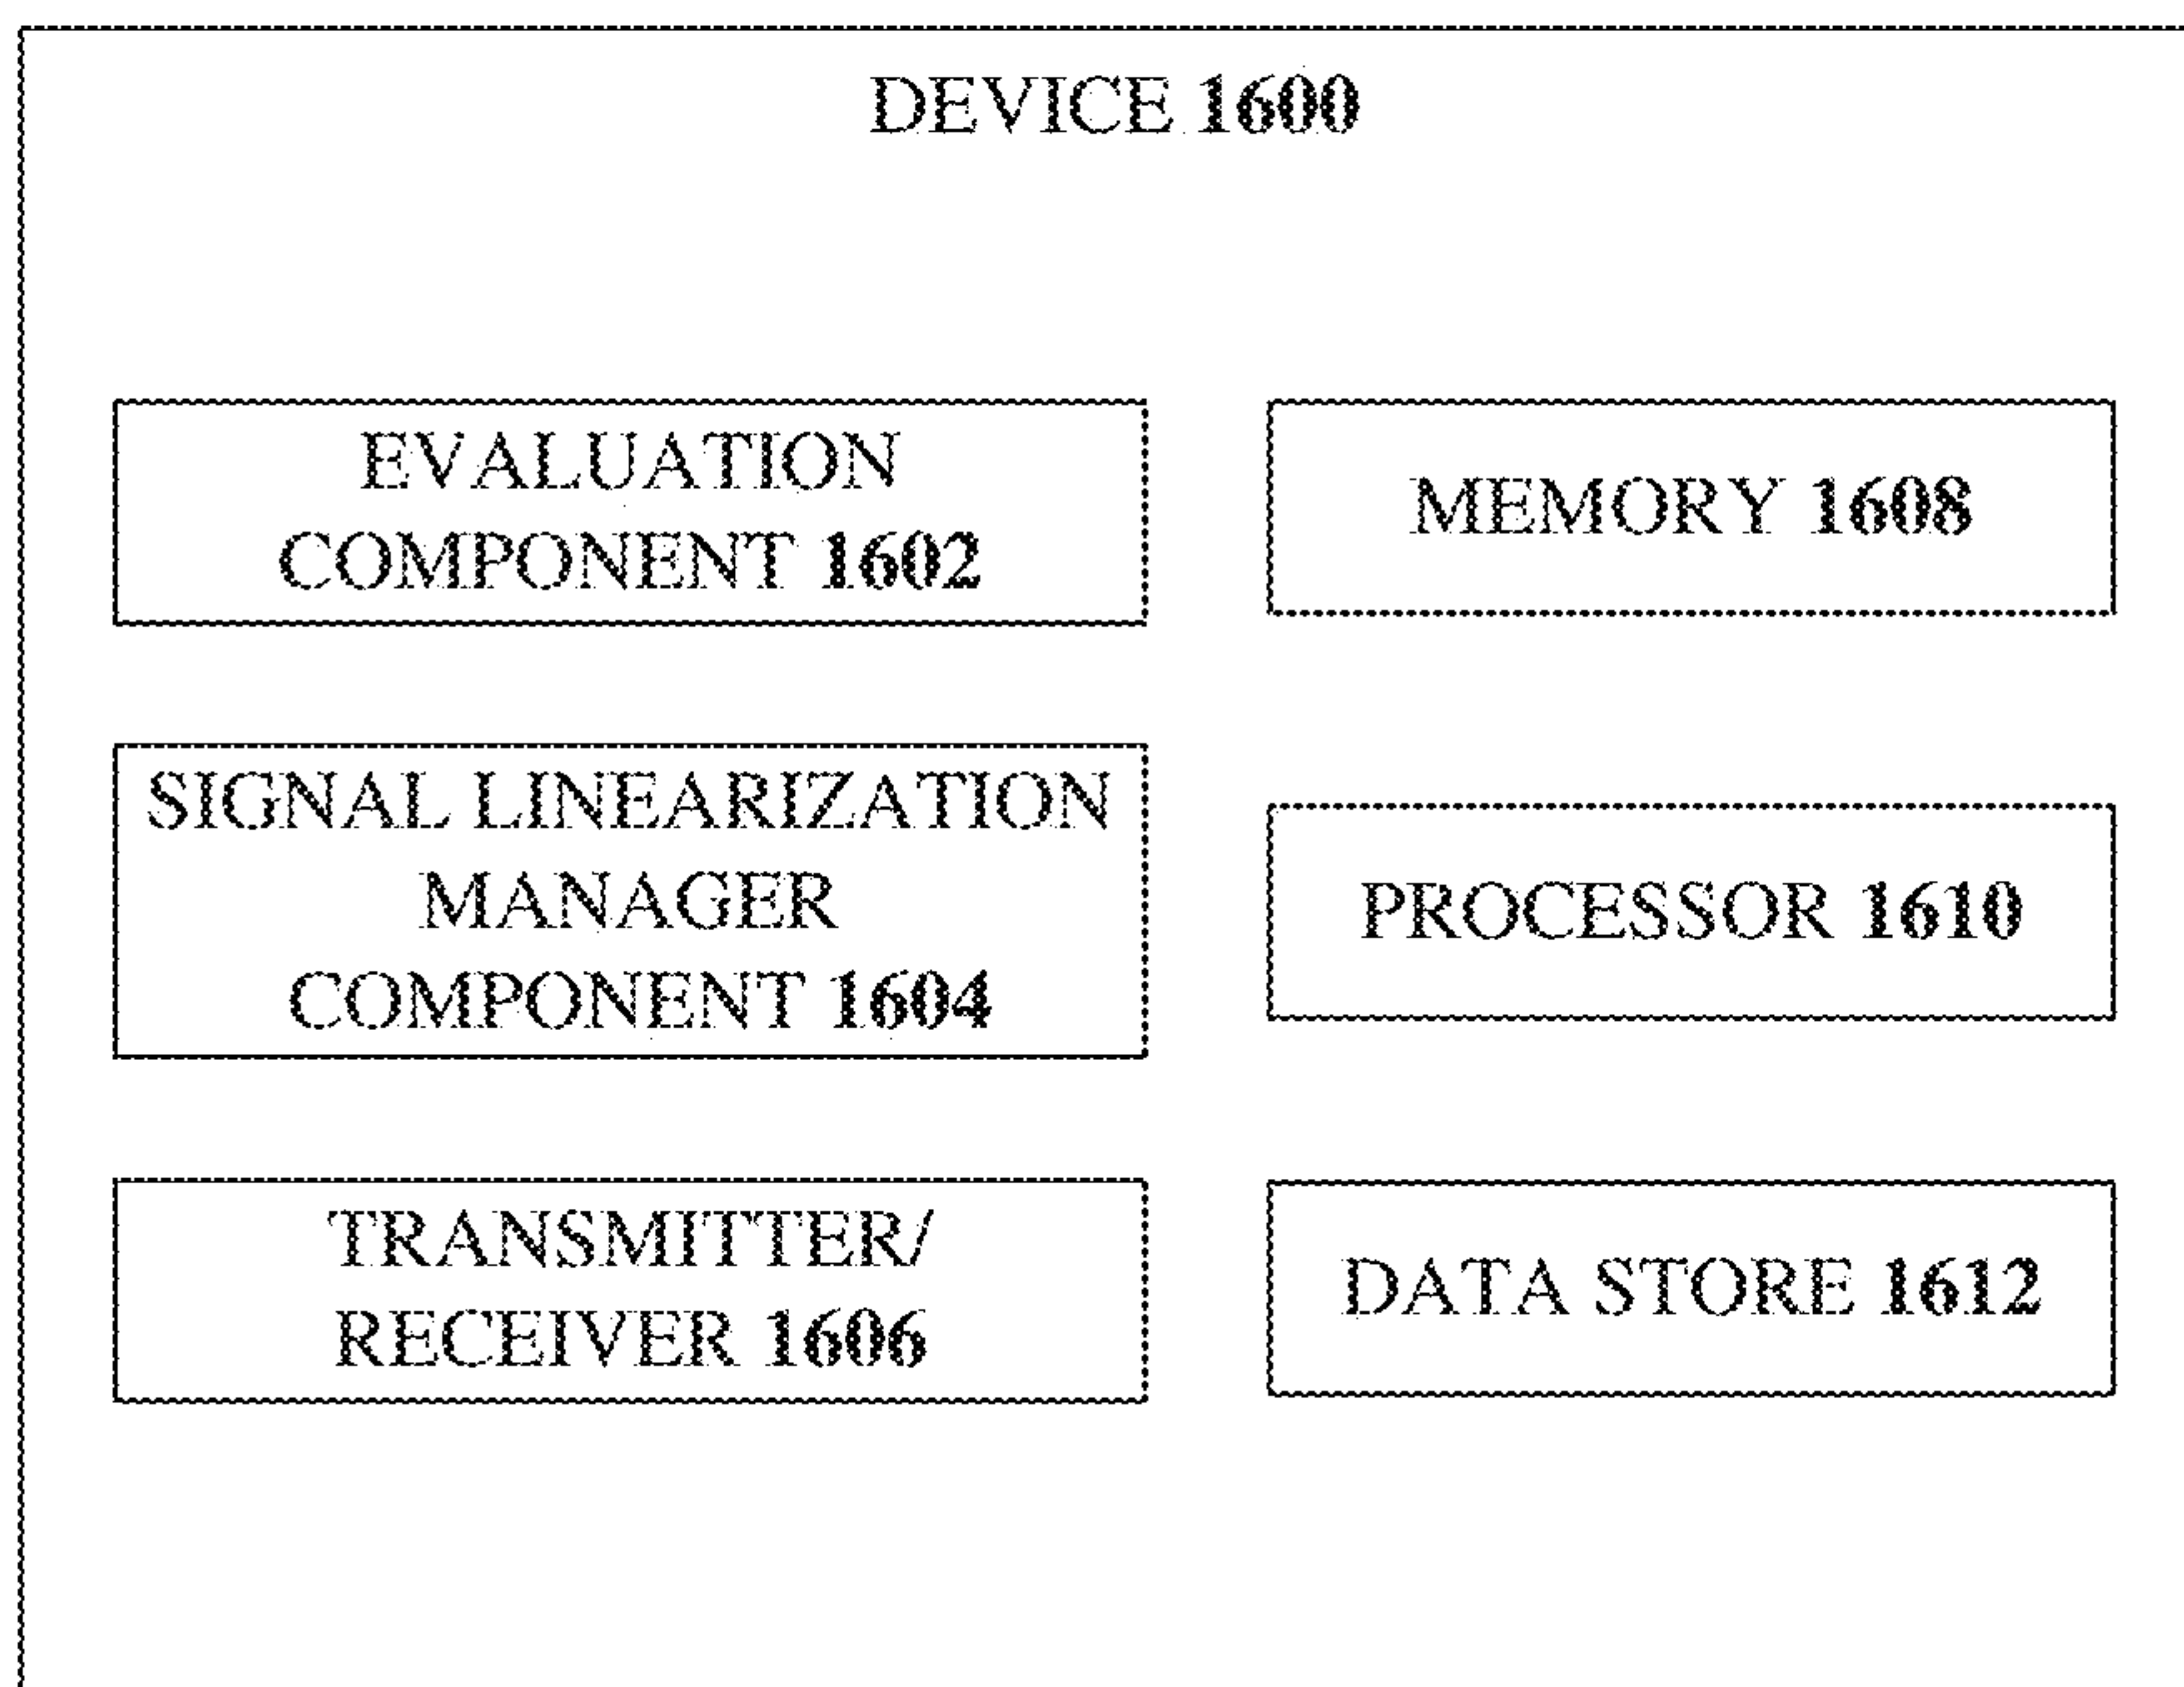 DEVICE 1600
EVALUATION
COMPONENT 1602
MEMORY 1608
SIGNAL LINEARIZATION
MANAGER
COMPONENT 1604
PROCESSOR 1610
TRANSMITTER/
RECEIVER 1606
DATA STORE 1612